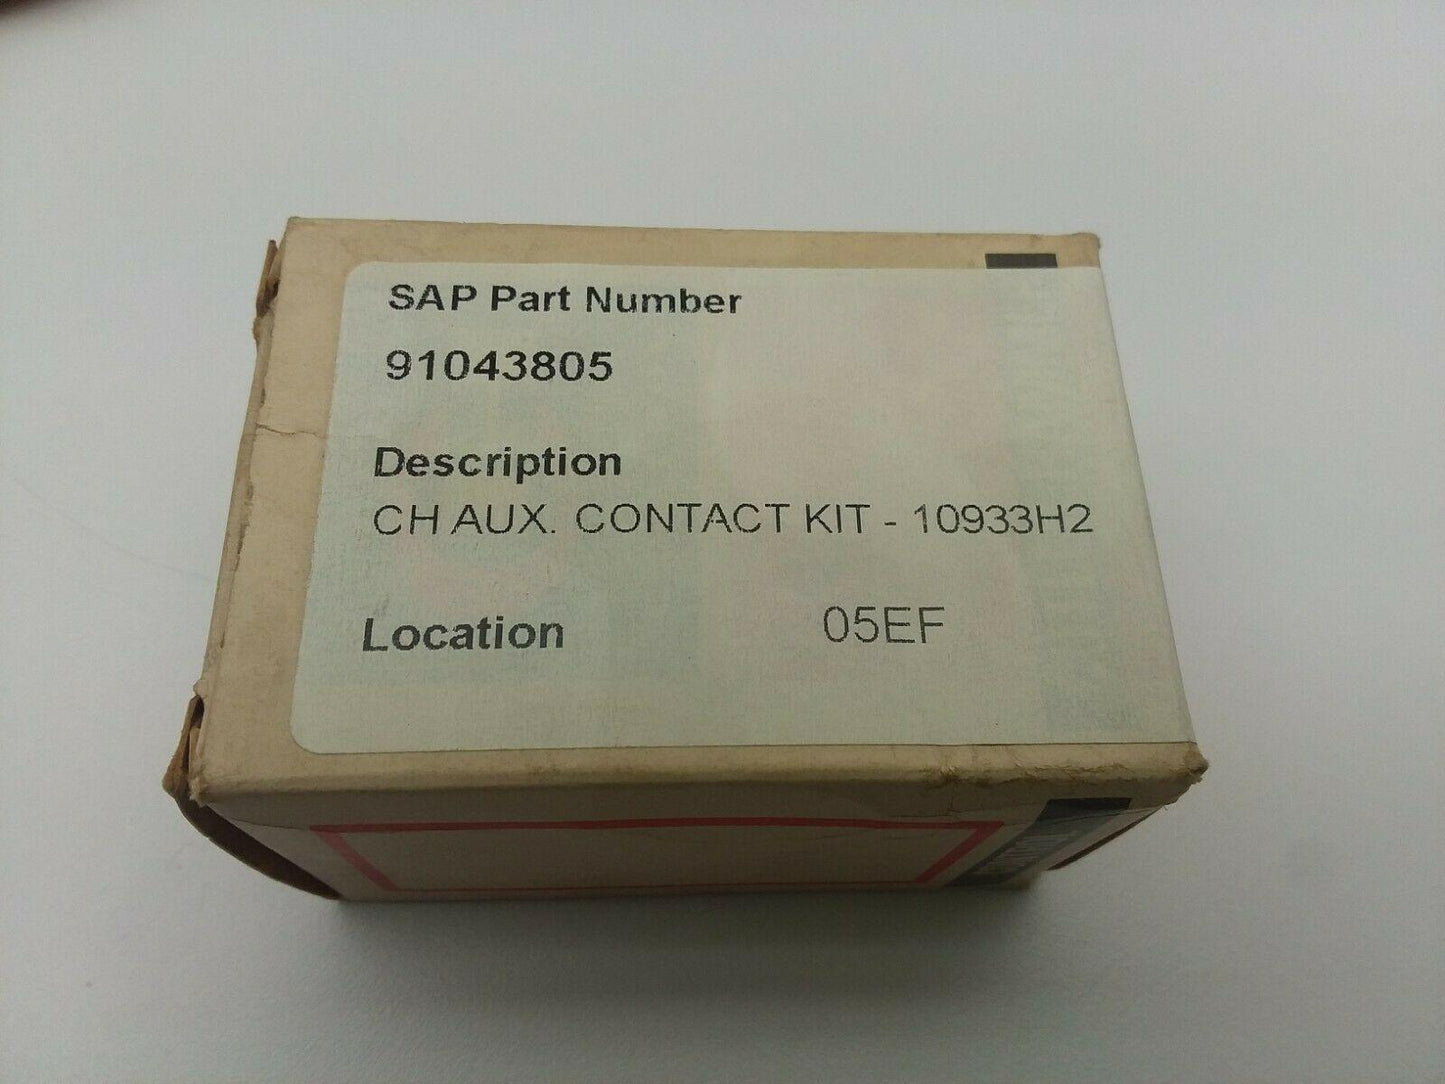 SAP Part Number
91043805
Description
CH AUX. CONTACT KIT - 10933H2
Location 05EF